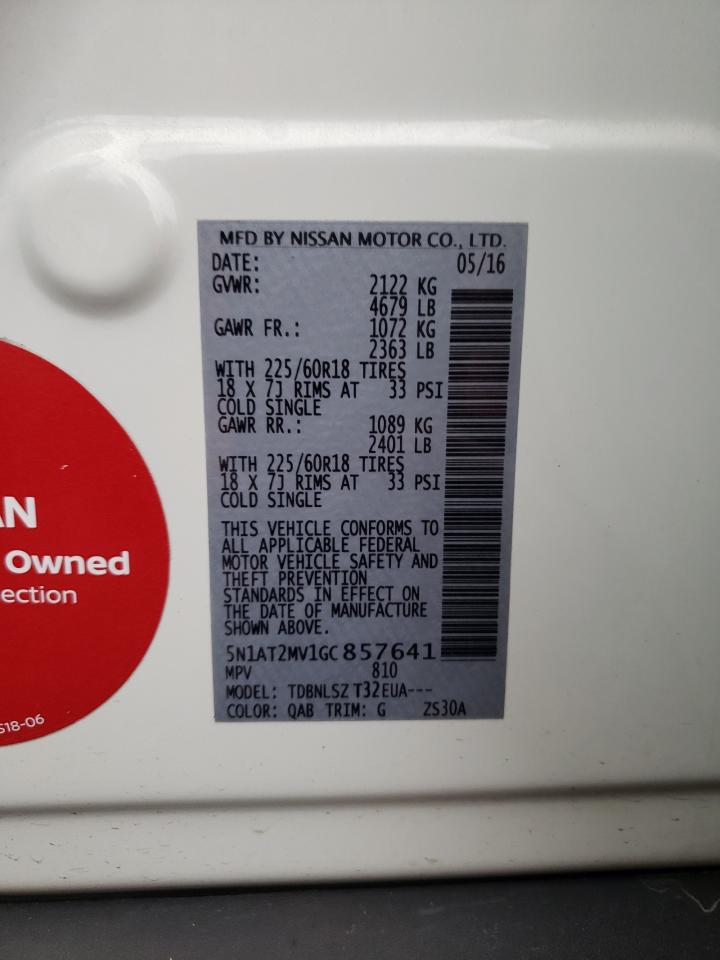 MFD BY NISSAN MOTOR CO., LTD.
DATE: 05/16
GVWR: 2122 KG
4679 LB
GAWR FR.: 1072 KG
2363 LB
WITH 225/60R18 TIRES
18 X 7J RIMS AT 33 PSI
COLD SINGLE
GAWR RR.: 1089 KG
2401 LB
WITH 225/60R18 TIRES
18 X 7J RIMS AT 33 PSI
COLD SINGLE
THIS VEHICLE CONFORMS TO
ALL APPLICABLE FEDERAL
MOTOR VEHICLE SAFETY AND
THEFT PREVENTION
STANDARDS IN EFFECT ON
THE DATE OF MANUFACTURE
SHOWN ABOVE.
5N1AT2MV1GC857641
MPV 810
MODEL: TDBNLSZ T32EUA---
COLOR: QAB TRIM: G ZS30A
AN
Owned
ection
S18-06